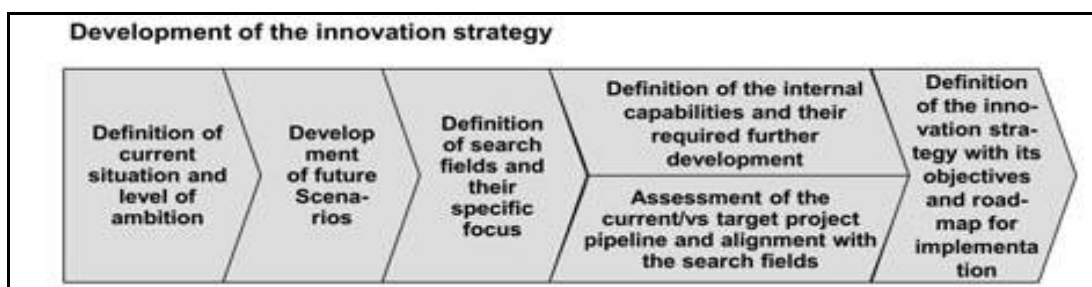 Development of the innovation strategy
Definition of
current
situation and
level of
ambition
Develop
ment
of future
Scena-
rios
Definition
of search
fields and
their
specific
focus
Definition of the internal
capabilities and their
required further
development
Assessment of the
current/vs target project
pipeline and alignment with
the search fields
Definition
of the inno-
vation stra-
tegy with its
objectives
and road-
map for
implementa
tion